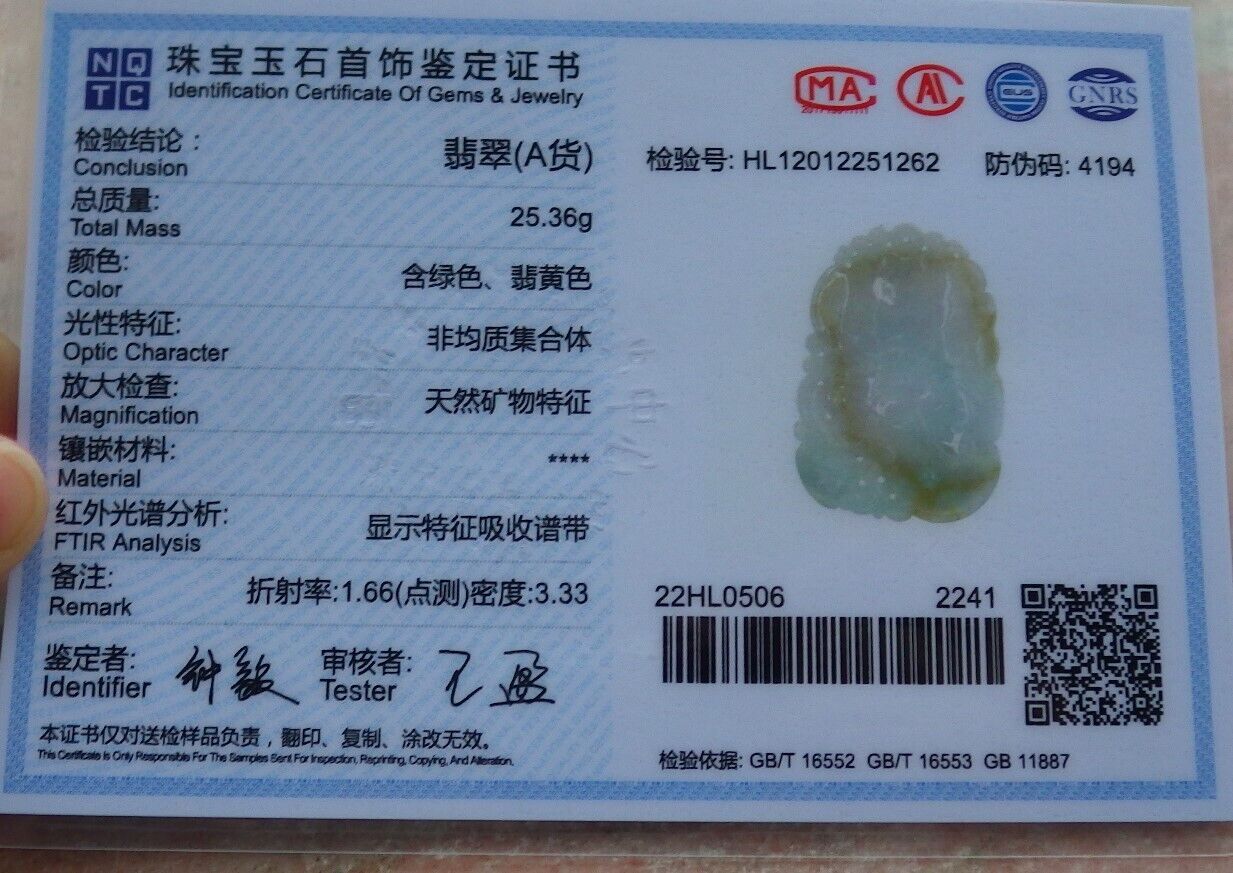 NQ
TC
珠宝玉石首饰鉴定证书
Identification Certificate Of Gems & Jewelry
检验结论：
Conclusion
翡翠(A货)
总质量:
Total Mass
25.36g
颜色:
Color
含绿色、翡黄色
光性特征:
Optic Character
非均质集合体
放大检查:
Magnification
天然矿物特征
镶嵌材料:
Material
****
红外光谱分析:
FTIR Analysis
显示特征吸收谱带
备注:
Remark
折射率:1.66(点测)密度:3.33
鉴定者:
Identifier
审核者:
Tester
本证书仅对送检样品负责，翻印、复制、涂改无效。
This Certificate Is Only Responsible For The Samples Sent For Inspection, Reprinting, Copying, And Alteration.
MA
GNRS
检验号: HL12012251262
防伪码: 4194
22HL0506
2241
检验依据: GB/T 16552 GB/T 16553 GB 11887